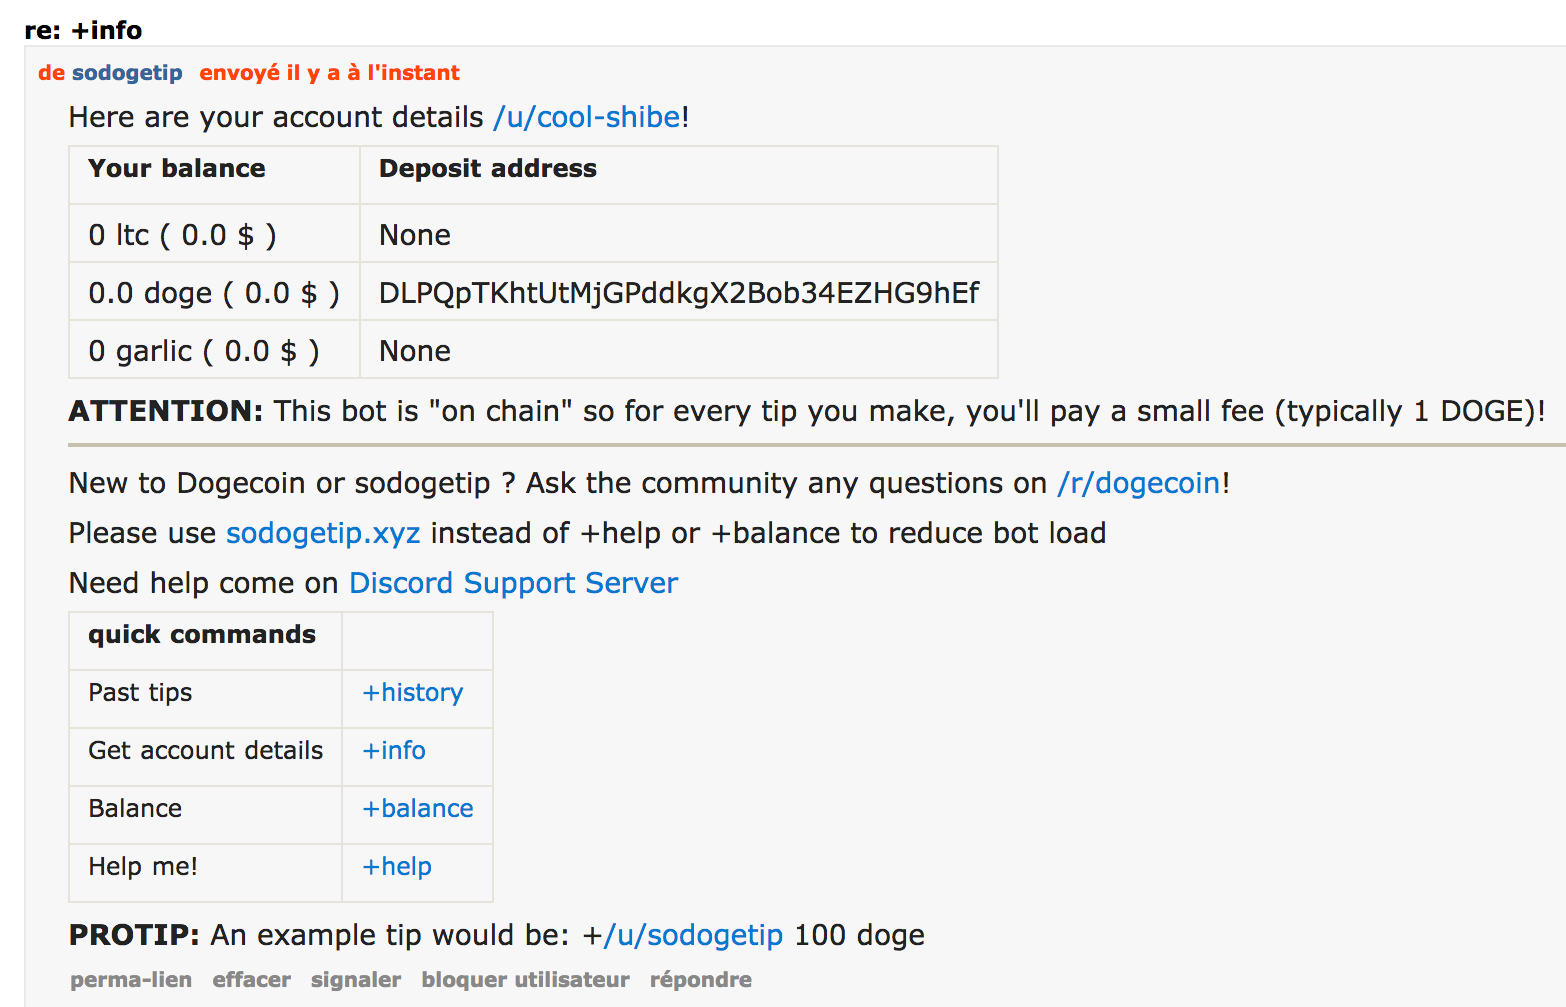 re: +info
de sodogetip envoyé il y a à l'instant
Here are your account details /u/cool-shibe!
Your balance Deposit address
0 ltc ( 0.0 $ ) None
0.0 doge ( 0.0 $ ) DLPQpTKhtUtMjGPddkgX2Bob34EZHG9hEf
0 garlic ( 0.0 $ ) None
ATTENTION: This bot is "on chain" so for every tip you make, you'll pay a small fee (typically 1 DOGE)!
New to Dogecoin or sodogetip ? Ask the community any questions on /r/dogecoin!
Please use sodogetip.xyz instead of +help or +balance to reduce bot load
Need help come on Discord Support Server
quick commands
Past tips +history
Get account details +info
Balance +balance
Help me! +help
PROTIP: An example tip would be: +/u/sodogetip 100 doge
perma-lien effacer signaler bloquer utilisateur répondre